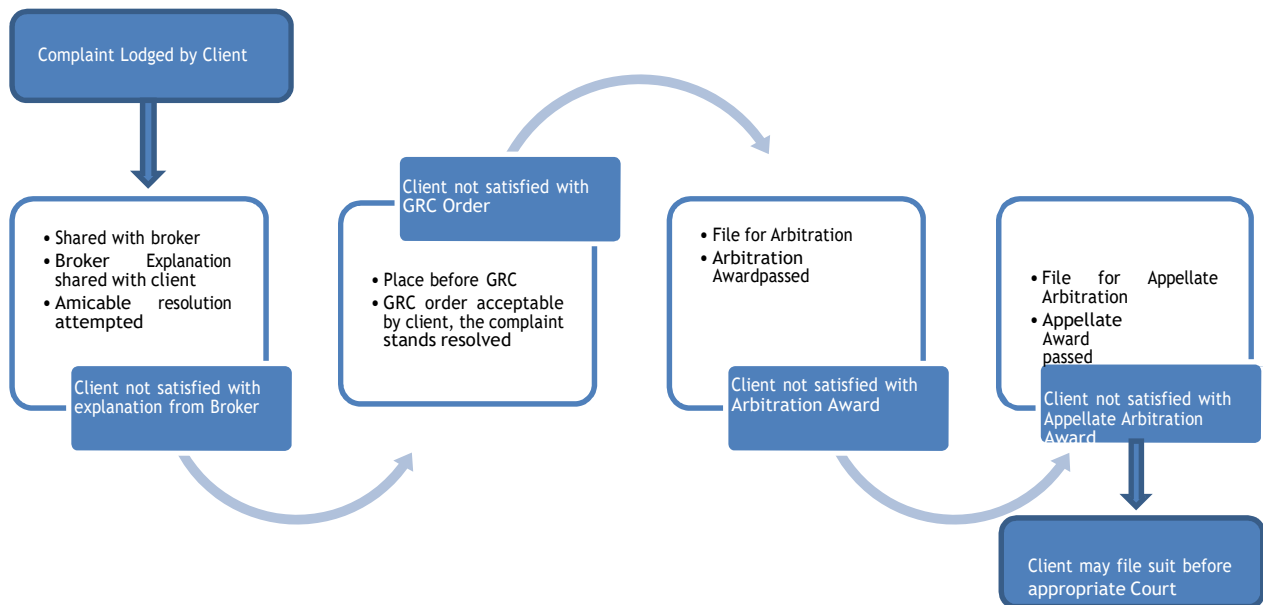 Complaint Lodged by Client
• Shared with broker
• Broker Explanation
shared with client
• Amicable resolution
attempted
Client not satisfied with
explanation from Broker
Client not satisfied with
GRC Order
• Place before GRC
• GRC order acceptable
by client, the complaint
stands resolved
• File for Arbitration
• Arbitration
Awardpassed
Client not satisfied with
Arbitration Award
• File for Appellate
Arbitration
• Appellate
Award
passed
Client not satisfied with
Appellate Arbitration
Award
Client may file suit before
appropriate Court